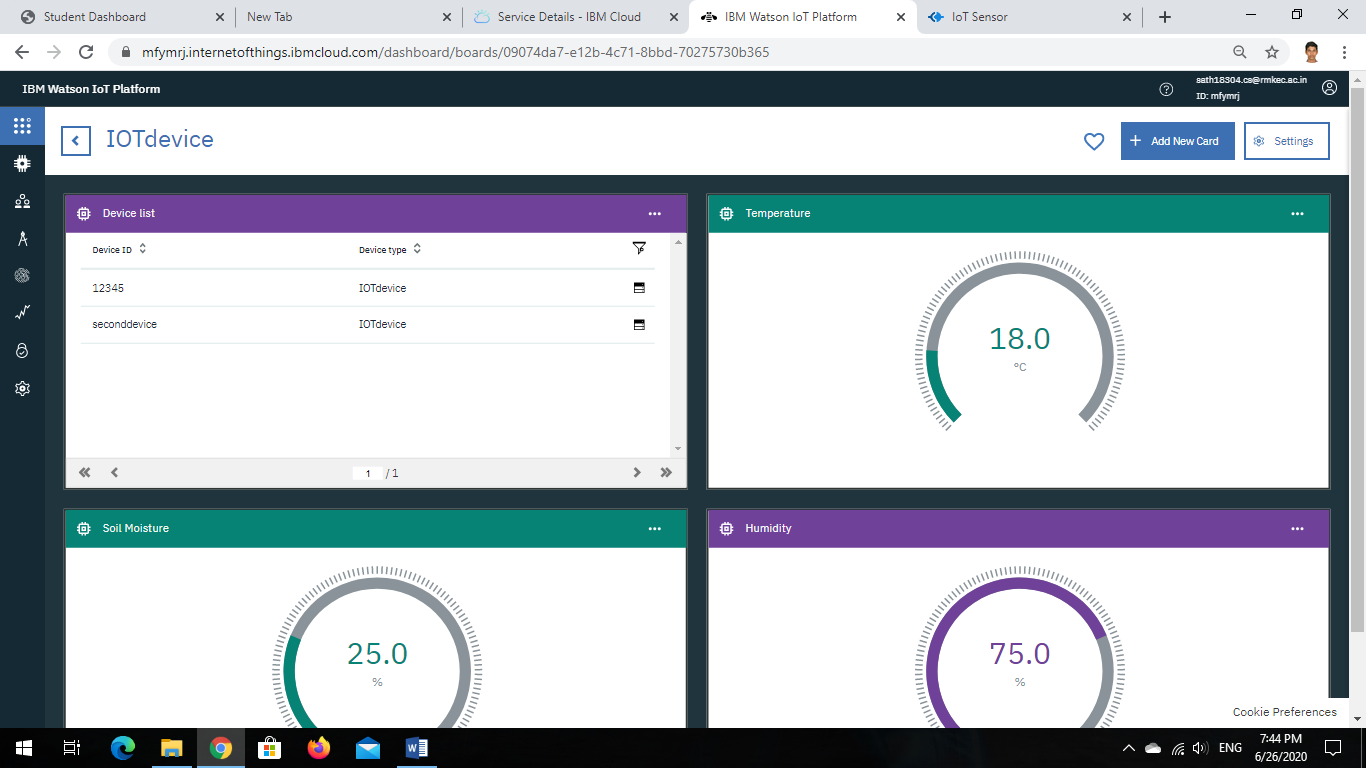 Student Dashboard
New Tab
Service Details - IBM Cloud
IBM Watson IoT Platform
IoT Sensor
mfymrj.internetofthings.ibmcloud.com/dashboard/boards/09074da7-e12b-4c71-8bbd-70275730b365
IBM Watson IoT Platform
sath18304.cs@rmkec.ac.in
ID: mfymrj
IOTdevice
Add New Card
Settings
Device list
Device ID Device type
12345 IOTdevice
seconddevice IOTdevice
1 / 1
Temperature
18.0
°C
Soil Moisture
25.0
%
Humidity
75.0
%
Cookie Preferences
ENG
7:44 PM
6/26/2020